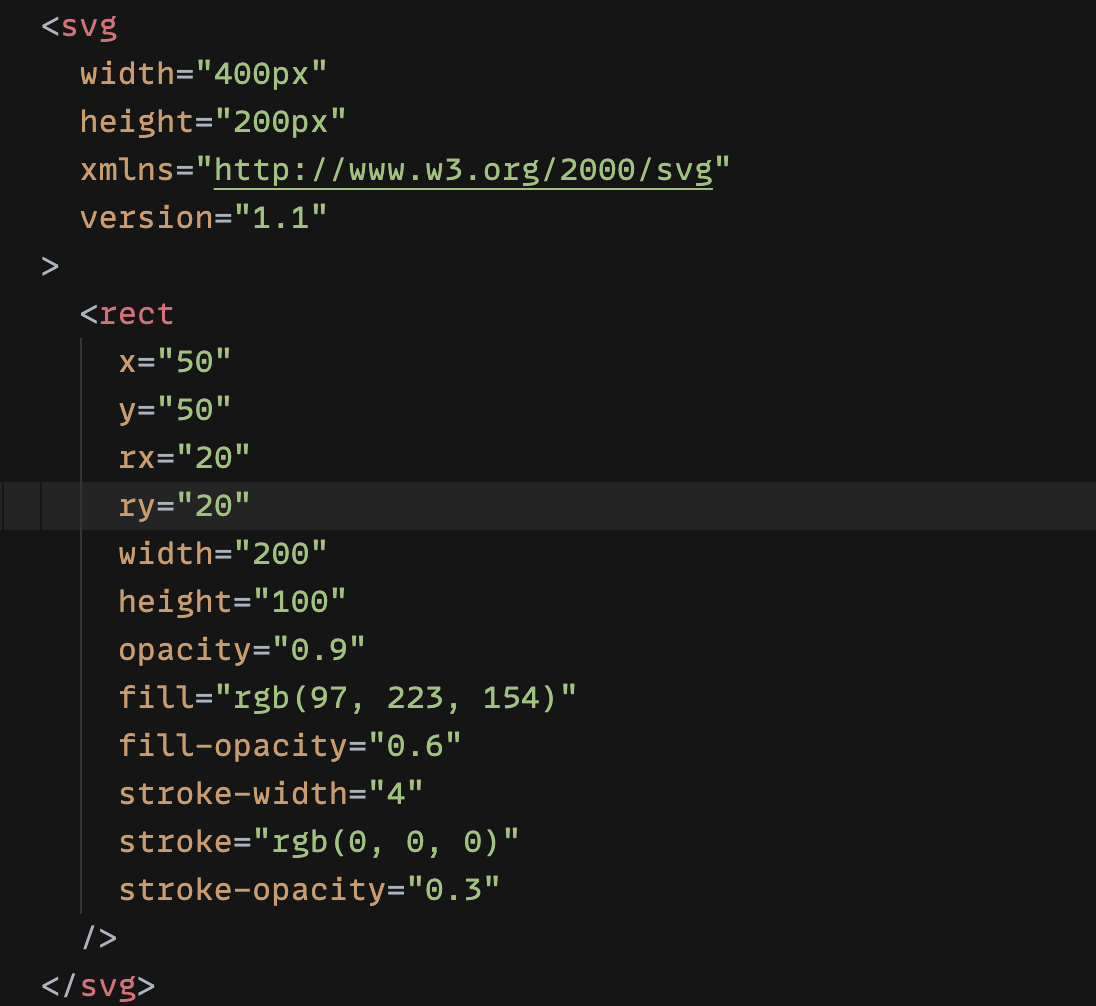 <svg
width="400px"
height="200px"
xmlns="http://www.w3.org/2000/svg"
version="1.1"
>
<rect
x="50"
y="50"
rx="20"
ry="20"
width="200"
height="100"
opacity="0.9"
fill="rgb(97, 223, 154)"
fill-opacity="0.6"
stroke-width="4"
stroke="rgb(0, 0, 0)"
stroke-opacity="0.3"
/>
</svg>